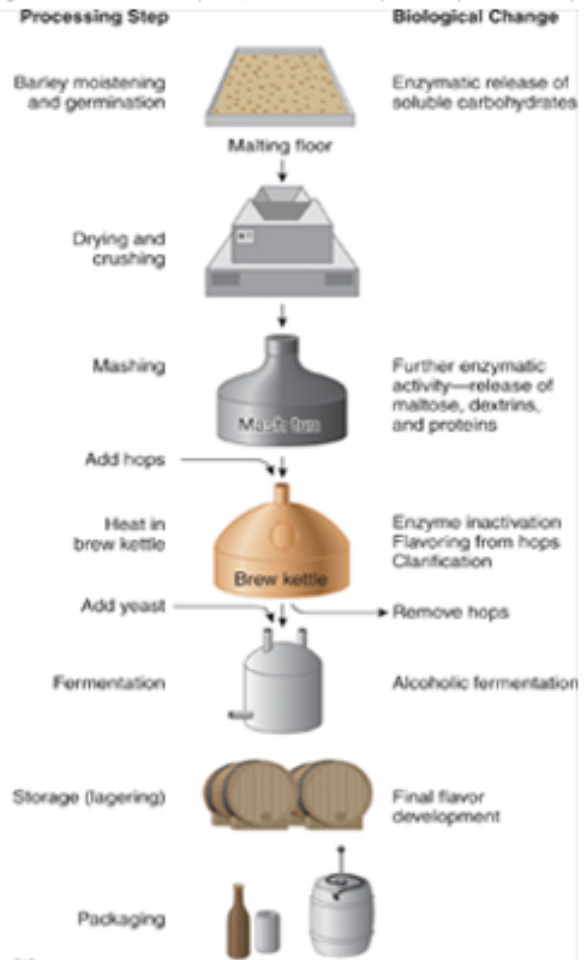 Processing Step
Biological Change
Barley moistening
and germination
Enzymatic release of
soluble carbohydrates
Malting floor
Drying and
crushing
Mashing
Further enzymatic
activity—release of
maltose, dextrins,
and proteins
Mash tun
Add hops
Heat in
brew kettle
Enzyme inactivation
Flavoring from hops
Clarification
Brew kettle
Add yeast
Remove hops
Fermentation
Alcoholic fermentation
Storage (lagering)
Final flavor
development
Packaging